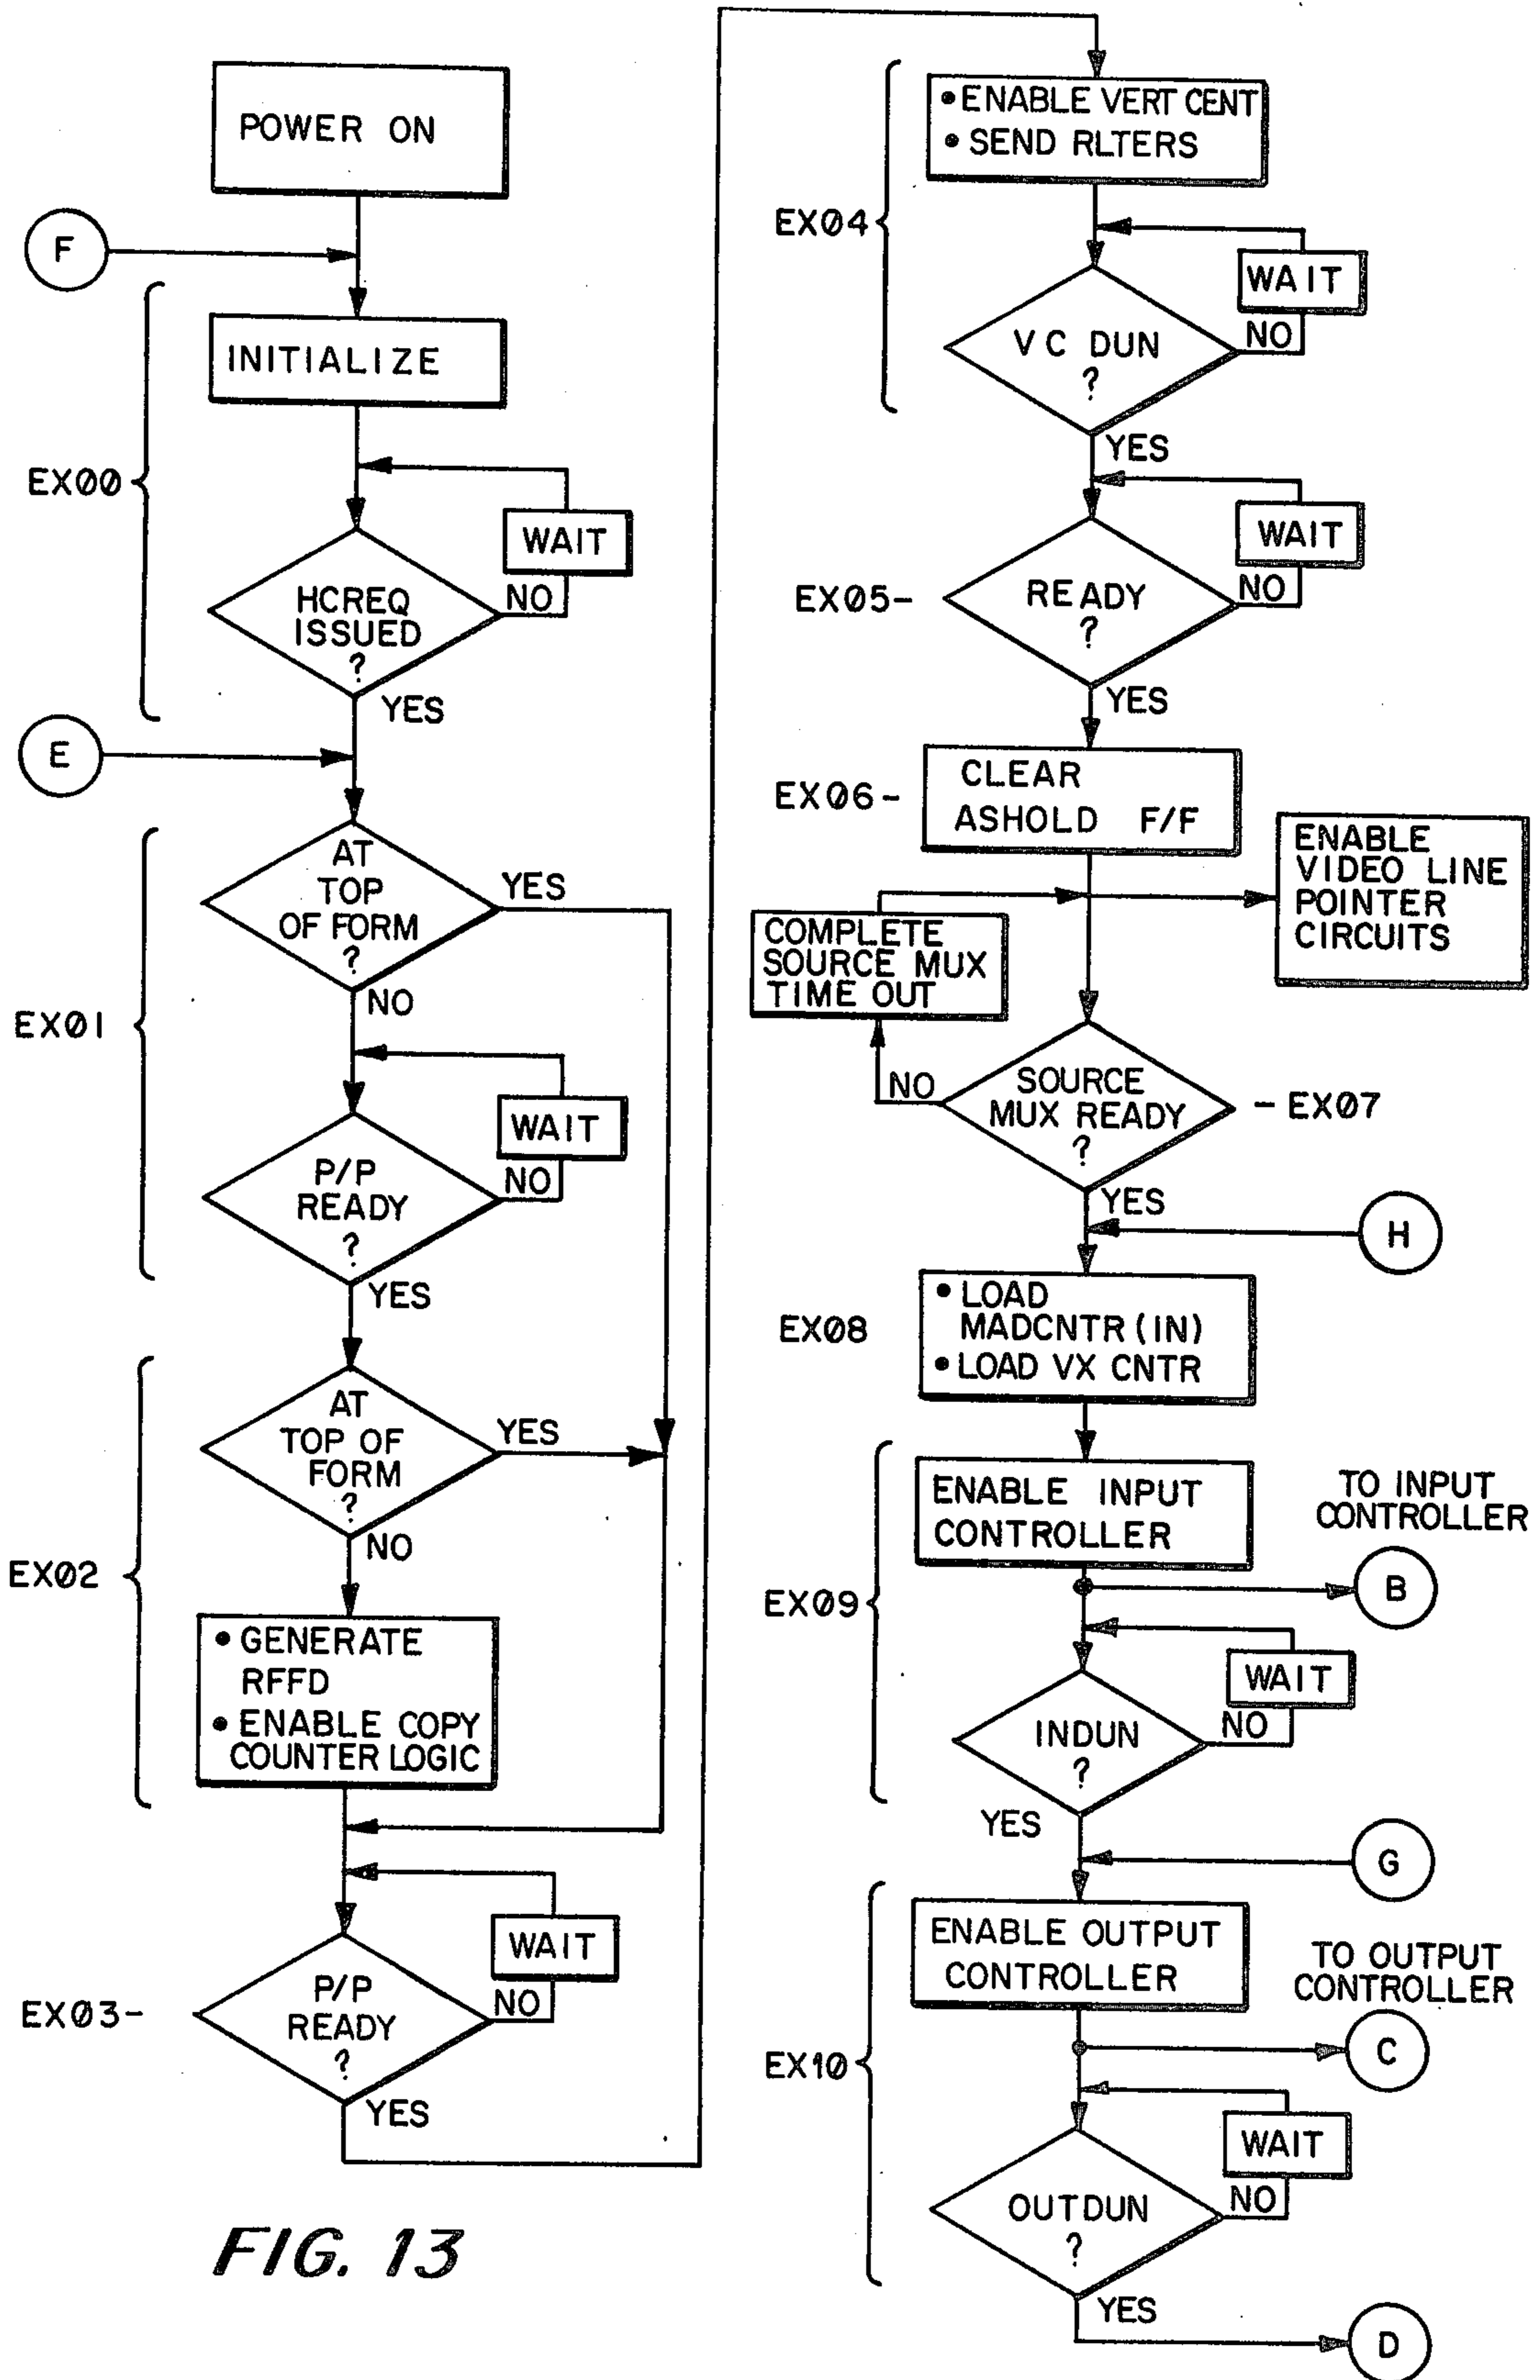 POWER ON
F
INITIALIZE
EX00
WAIT
NO
HCREQ
ISSUED
?
YES
E
AT
TOP
OF FORM
?
YES
NO
EX01
WAIT
NO
P/P
READY
?
YES
AT
TOP OF
FORM
?
YES
NO
EX02
• GENERATE
RFFD
• ENABLE COPY
COUNTER LOGIC
WAIT
NO
EX03-
P/P
READY
?
YES
FIG. 13
• ENABLE VERT CENT
• SEND RLTERS
EX04
WAIT
NO
VC DUN
?
YES
WAIT
NO
EX05-
READY
?
YES
EX06-
CLEAR
ASHOLD F/F
ENABLE
VIDEO LINE
POINTER
CIRCUITS
COMPLETE
SOURCE MUX
TIME OUT
NO
SOURCE
MUX READY
?
- EX07
YES
H
EX08
• LOAD
MADCNTR (IN)
• LOAD VX CNTR
ENABLE INPUT
CONTROLLER
TO INPUT
CONTROLLER
B
EX09
WAIT
NO
INDUN
?
YES
G
ENABLE OUTPUT
CONTROLLER
TO OUTPUT
CONTROLLER
C
EX10
WAIT
NO
OUTDUN
?
YES
D